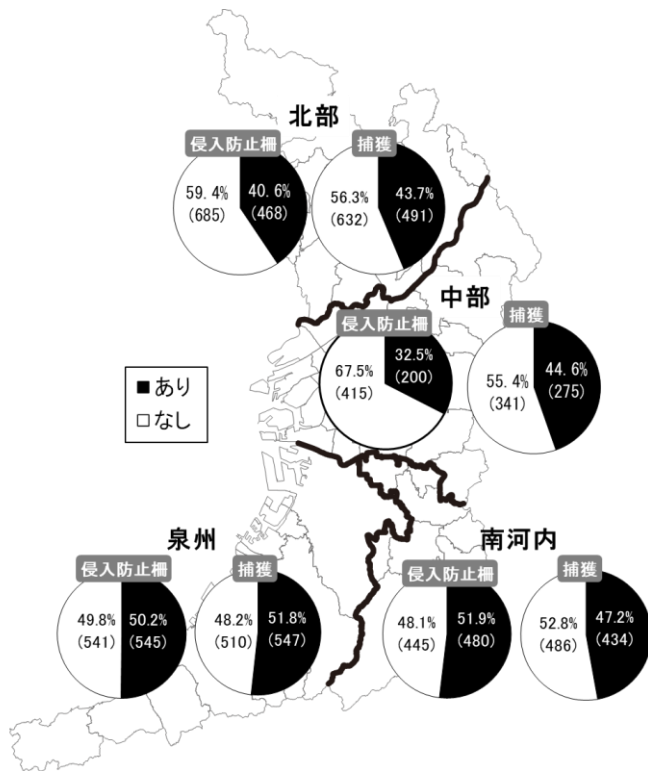 北部
侵入防止柵
捕獲
59.4%
(685)
40.6%
(468)
56.3%
(632)
43.7%
(491)
中部
侵入防止柵
捕獲
67.5%
(415)
32.5%
(200)
55.4%
(341)
44.6%
(275)
■あり
□なし
泉州
侵入防止柵
捕獲
49.8%
(541)
50.2%
(545)
48.2%
(510)
51.8%
(547)
南河内
侵入防止柵
捕獲
48.1%
(445)
51.9%
(480)
52.8%
(486)
47.2%
(434)